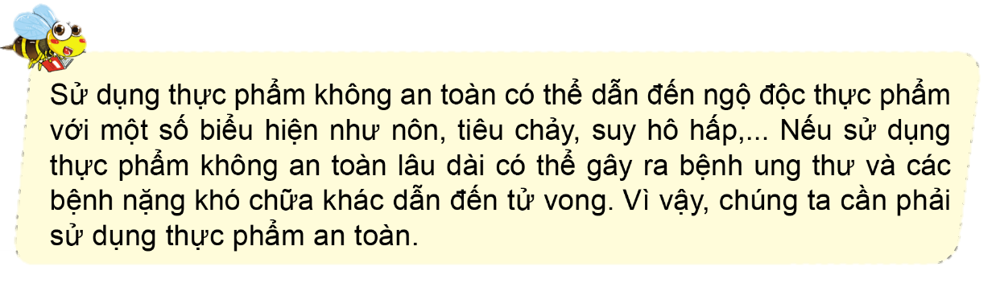 Sử dụng thực phẩm không an toàn có thể dẫn đến ngộ độc thực phẩm
với một số biểu hiện như nôn, tiêu chảy, suy hô hấp,... Nếu sử dụng
thực phẩm không an toàn lâu dài có thể gây ra bệnh ung thư và các
bệnh nặng khó chữa khác dẫn đến tử vong. Vì vậy, chúng ta cần phải
sử dụng thực phẩm an toàn.